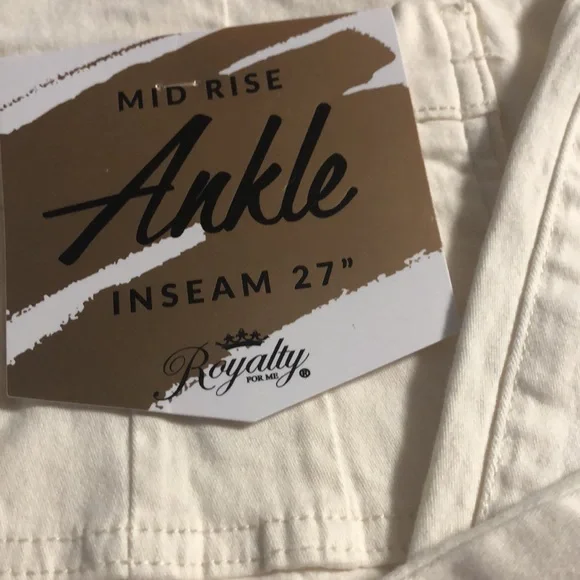 MID RISE
Ankle
INSEAM 27"
Royalty
FOR ME ®